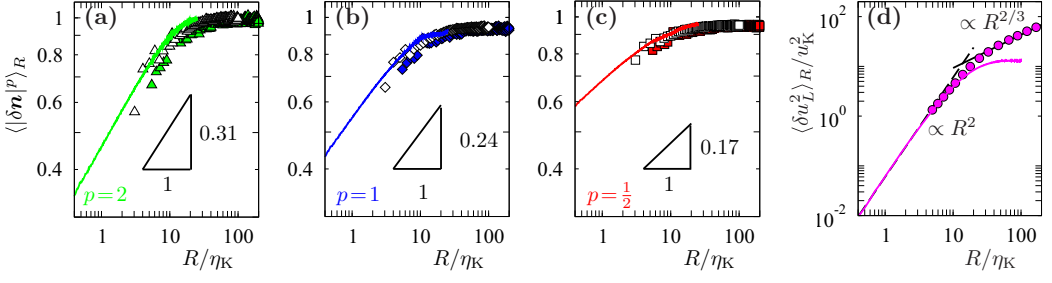 (a)
(b)
(c)
(d)
⟨|δn|^p⟩_R
1
0.8
0.6
0.4
0.31
1
p=2
1 10 100
R/η_K
1
0.8
0.6
0.4
0.24
1
p=1
1 10 100
R/η_K
1
0.8
0.6
0.4
0.17
1
p=1/2
1 10 100
R/η_K
⟨δu_L^2⟩_R/u_K^2
10^2
10^0
10^-2
∝ R^{2/3}
∝ R^2
1 10 100
R/η_K